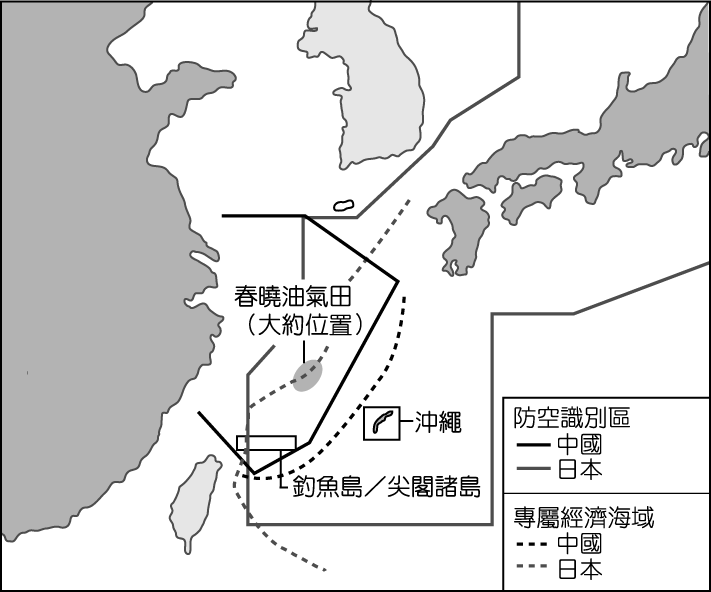 春曉油氣田
（大約位置）
沖繩
釣魚島／尖閣諸島
防空識別區
中國
日本
專屬經濟海域
中國
日本